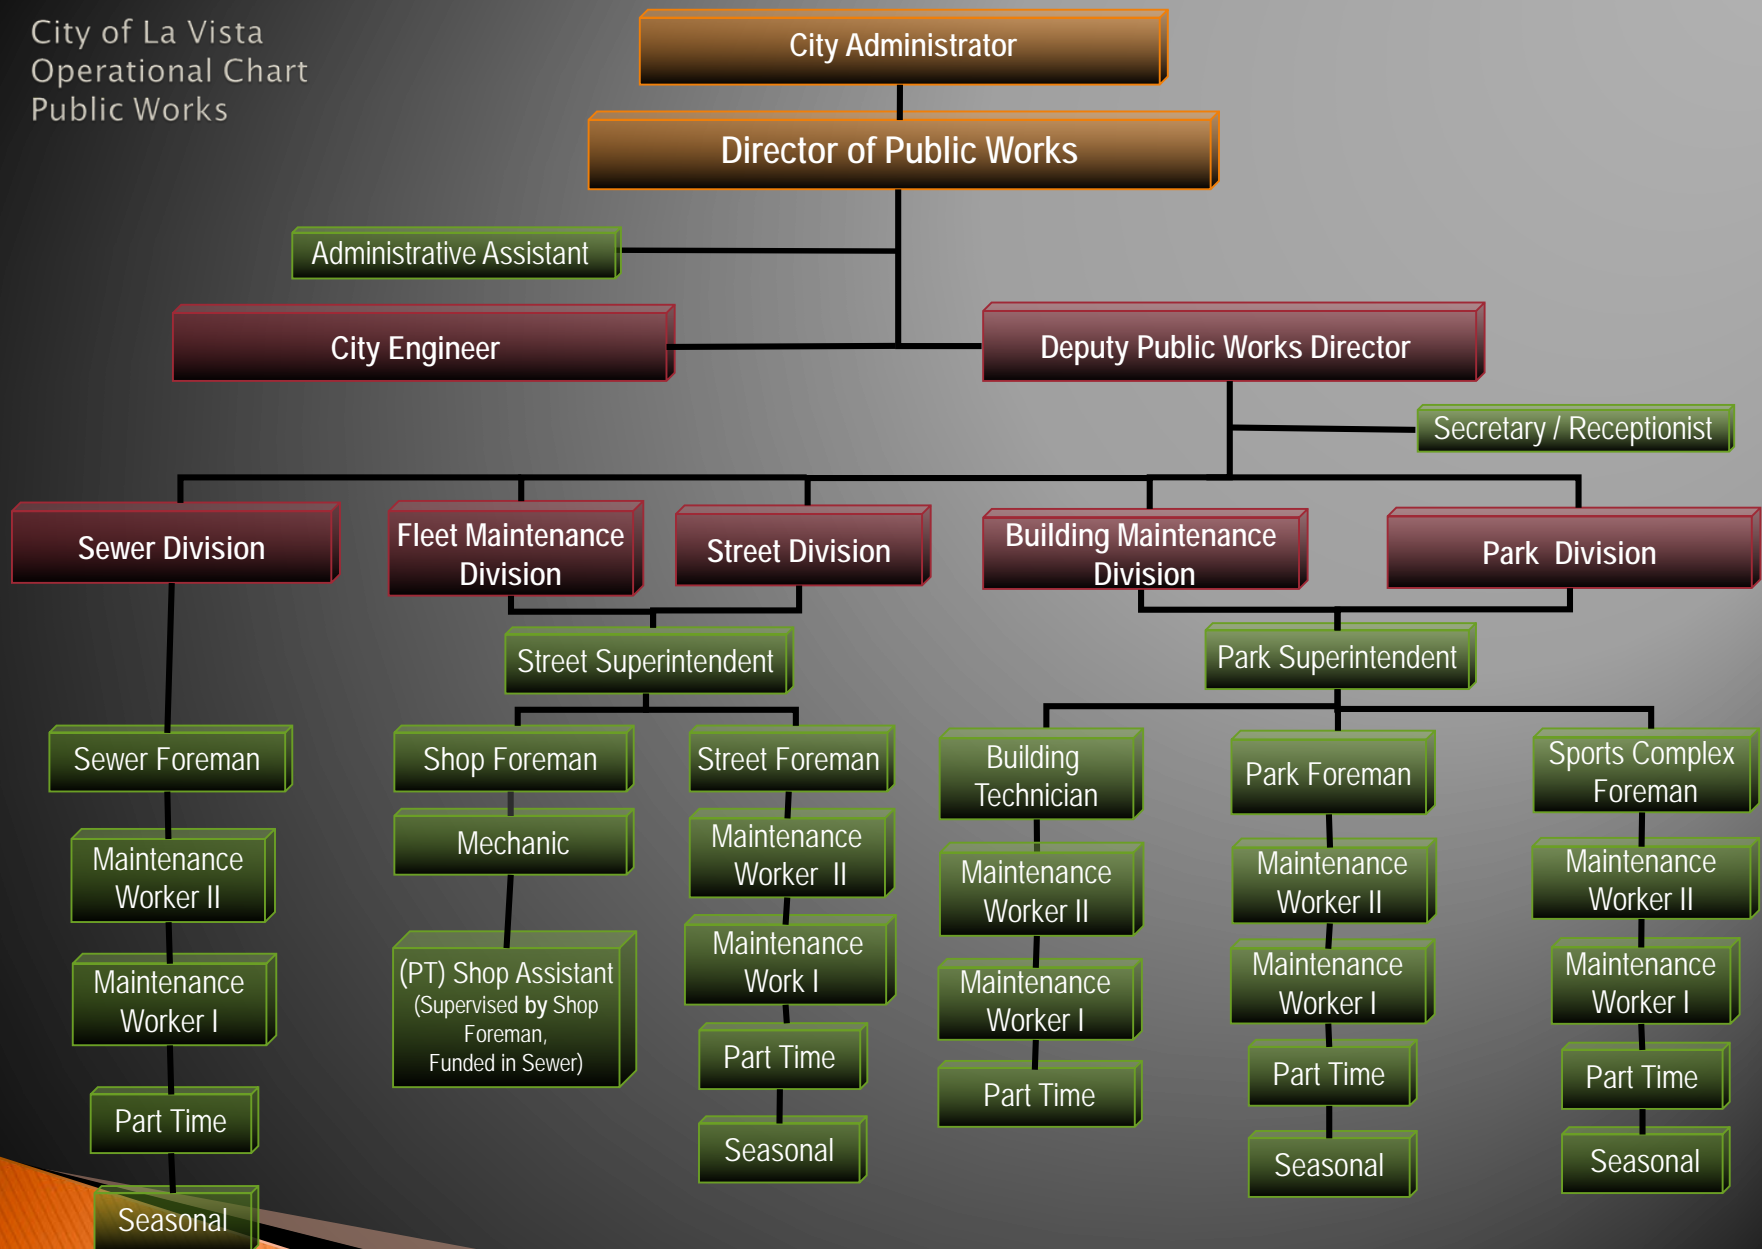 City of La Vista
Operational Chart
Public Works
City Administrator
Director of Public Works
Administrative Assistant
City Engineer
Deputy Public Works Director
Secretary / Receptionist
Sewer Division
Fleet Maintenance
Division
Street Division
Building Maintenance
Division
Park Division
Street Superintendent
Park Superintendent
Sewer Foreman
Maintenance
Worker II
Maintenance
Worker I
Part Time
Seasonal
Shop Foreman
Mechanic
(PT) Shop Assistant
(Supervised by Shop
Foreman,
Funded in Sewer)
Street Foreman
Maintenance
Worker II
Maintenance
Work I
Part Time
Seasonal
Building
Technician
Maintenance
Worker II
Maintenance
Worker I
Part Time
Park Foreman
Maintenance
Worker II
Maintenance
Worker I
Part Time
Seasonal
Sports Complex
Foreman
Maintenance
Worker II
Maintenance
Worker I
Part Time
Seasonal